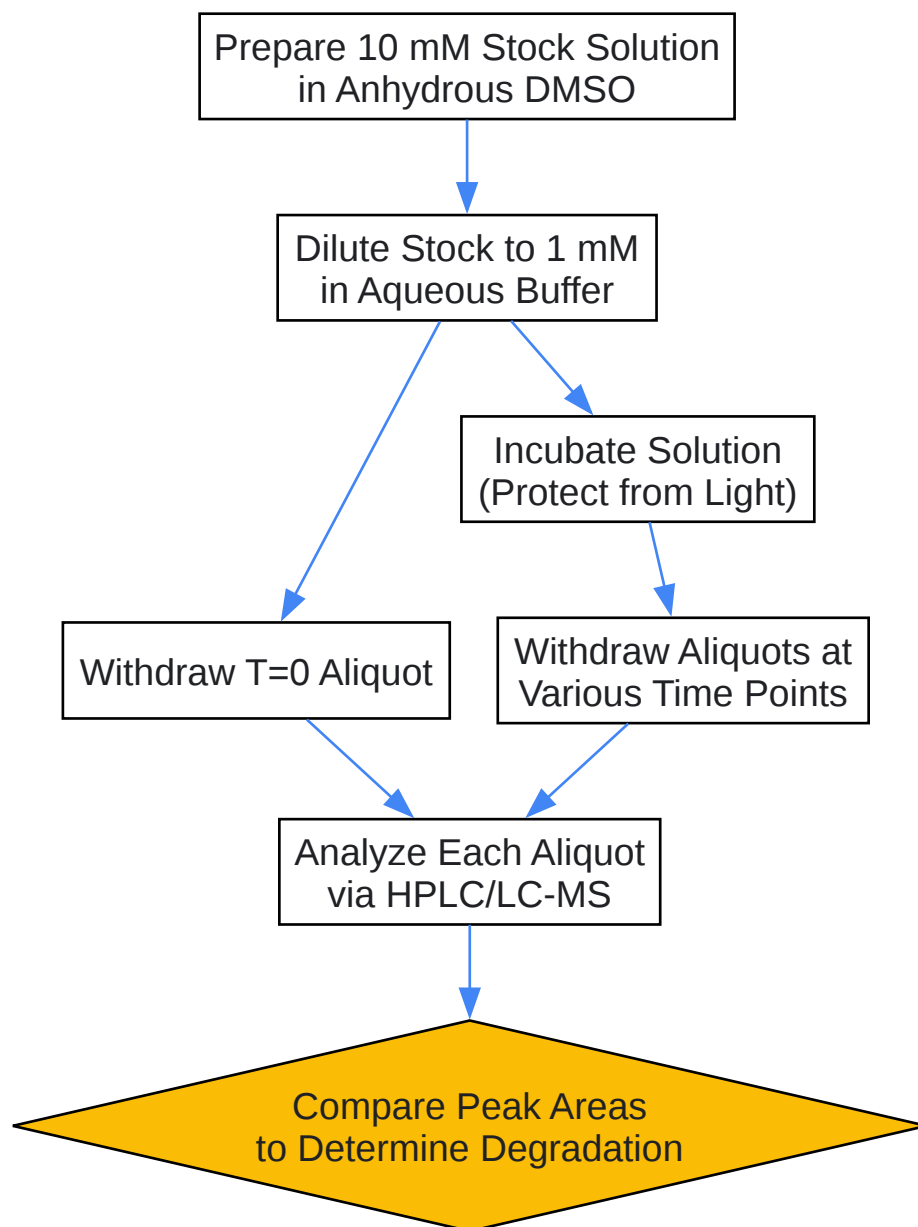 Prepare 10 mM Stock Solution
in Anhydrous DMSO
Dilute Stock to 1 mM
in Aqueous Buffer
Incubate Solution
(Protect from Light)
Withdraw T=0 Aliquot
Withdraw Aliquots at
Various Time Points
Analyze Each Aliquot
via HPLC/LC-MS
Compare Peak Areas
to Determine Degradation